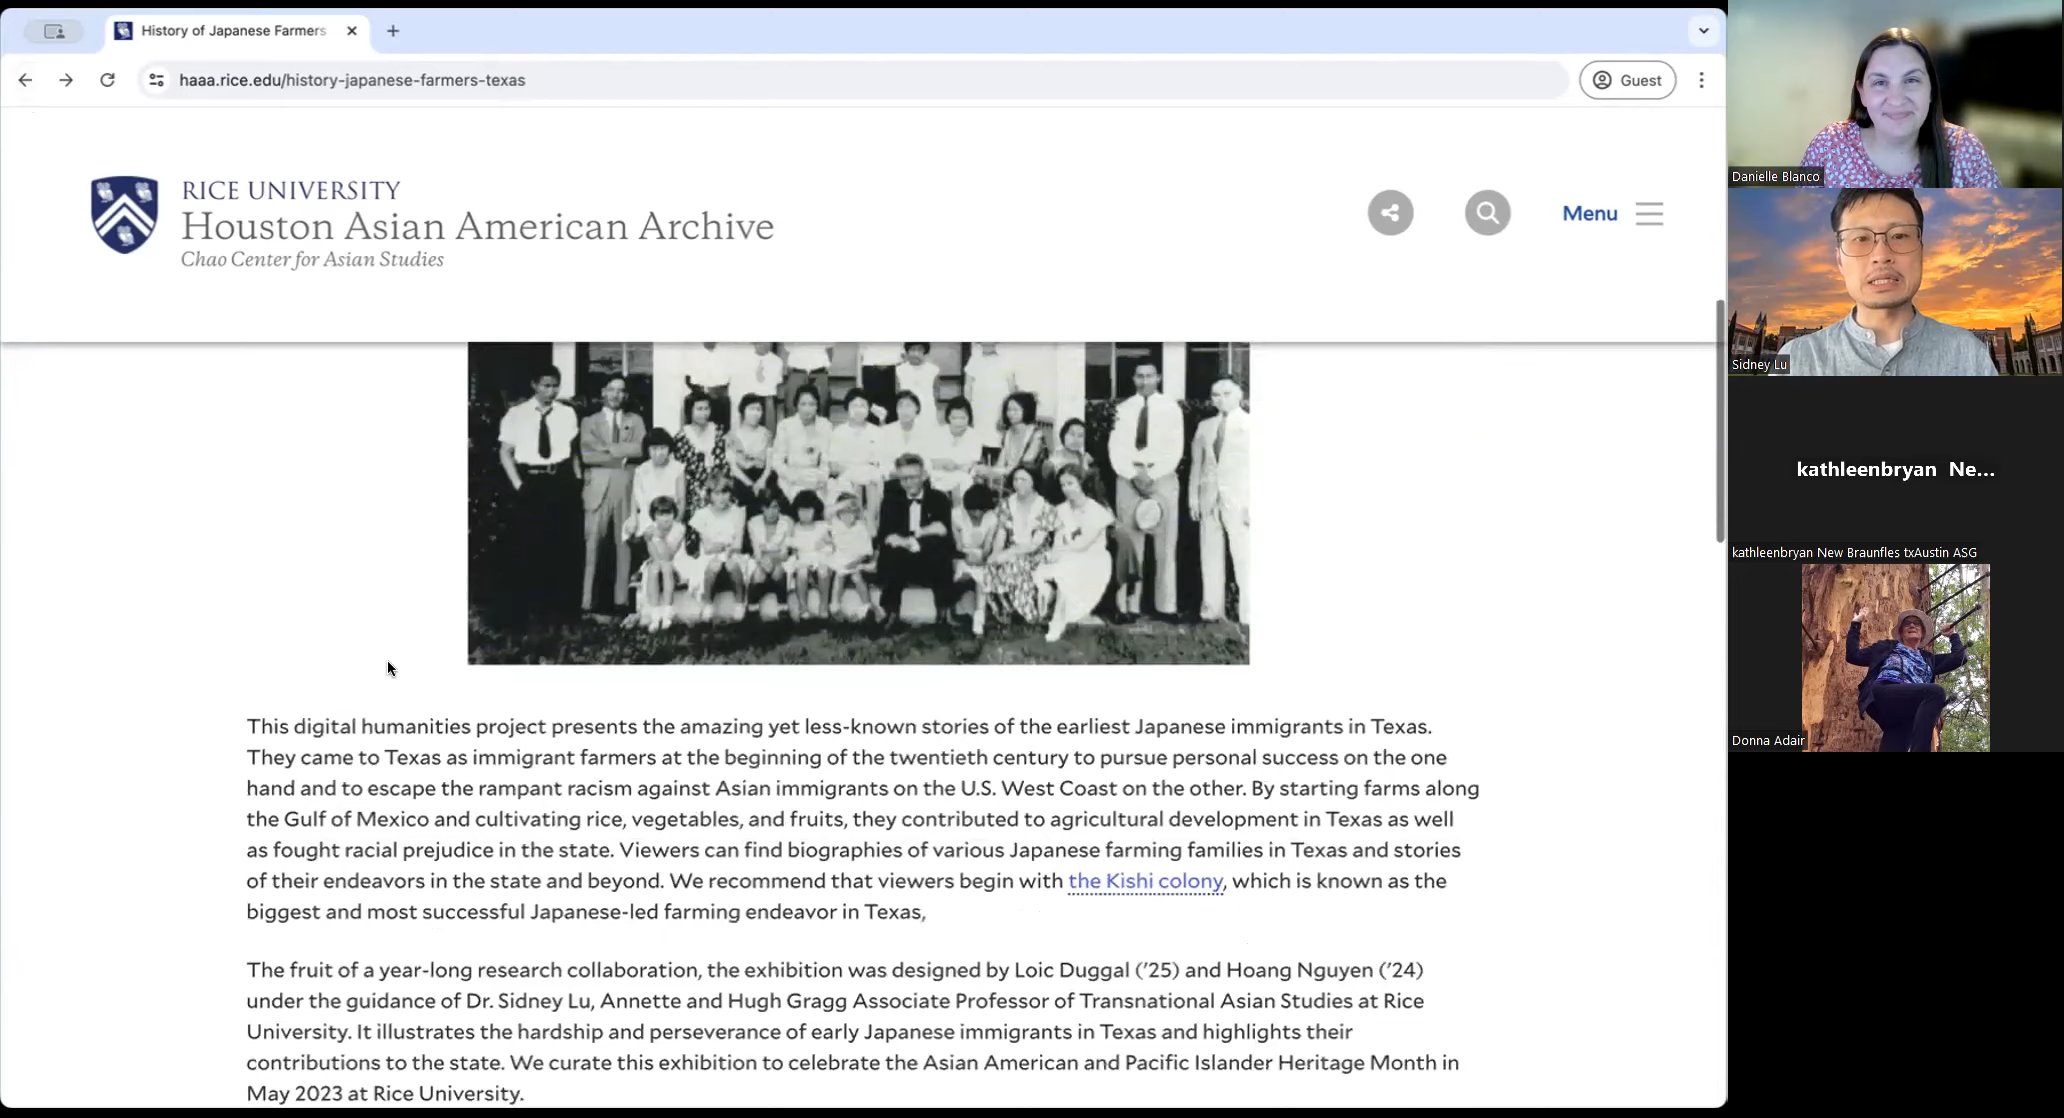 History of Japanese Farmers
haaa.rice.edu/history-japanese-farmers-texas
Guest
RICE UNIVERSITY
Houston Asian American Archive
Chao Center for Asian Studies
Menu
This digital humanities project presents the amazing yet less-known stories of the earliest Japanese immigrants in Texas.
They came to Texas as immigrant farmers at the beginning of the twentieth century to pursue personal success on the one
hand and to escape the rampant racism against Asian immigrants on the U.S. West Coast on the other. By starting farms along
the Gulf of Mexico and cultivating rice, vegetables, and fruits, they contributed to agricultural development in Texas as well
as fought racial prejudice in the state. Viewers can find biographies of various Japanese farming families in Texas and stories
of their endeavors in the state and beyond. We recommend that viewers begin with the Kishi colony, which is known as the
biggest and most successful Japanese-led farming endeavor in Texas,
The fruit of a year-long research collaboration, the exhibition was designed by Loic Duggal ('25) and Hoang Nguyen ('24)
under the guidance of Dr. Sidney Lu, Annette and Hugh Gragg Associate Professor of Transnational Asian Studies at Rice
University. It illustrates the hardship and perseverance of early Japanese immigrants in Texas and highlights their
contributions to the state. We curate this exhibition to celebrate the Asian American and Pacific Islander Heritage Month in
May 2023 at Rice University.
Danielle Blanco
Sidney Lu
kathleenbryan Ne...
kathleenbryan New Braunfles txAustin ASG
Donna Adair